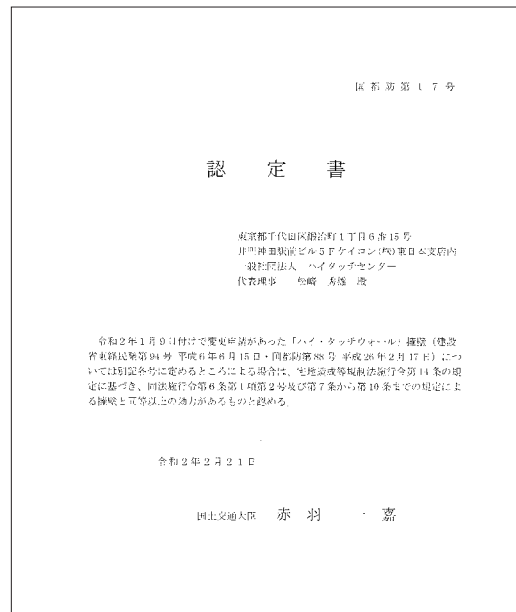 国都防第17号
認定書
東京都千代田区鍛冶町1丁目6番15号
井門神田駅前ビル5Fケイコン(株)東日本支店内
一般社団法人 ハイタッチセンター
代表理事 松崎 秀雄 殿
令和2年1月9日付けで変更申請があった「ハイ・タッチウォール」擁壁（建設
省東経民発第94号 平成6年6月15日・国都防第88号 平成26年2月17日）につ
いては別記各号に定めるところによる場合は、宅地造成等規制法施行令第14条の規
定に基づき、同法施行令第6条第1項第2号及び第7条から第10条までの規定によ
る擁壁と同等以上の効力があるものと認める。
令和2年2月21日
国土交通大臣 赤羽 一嘉